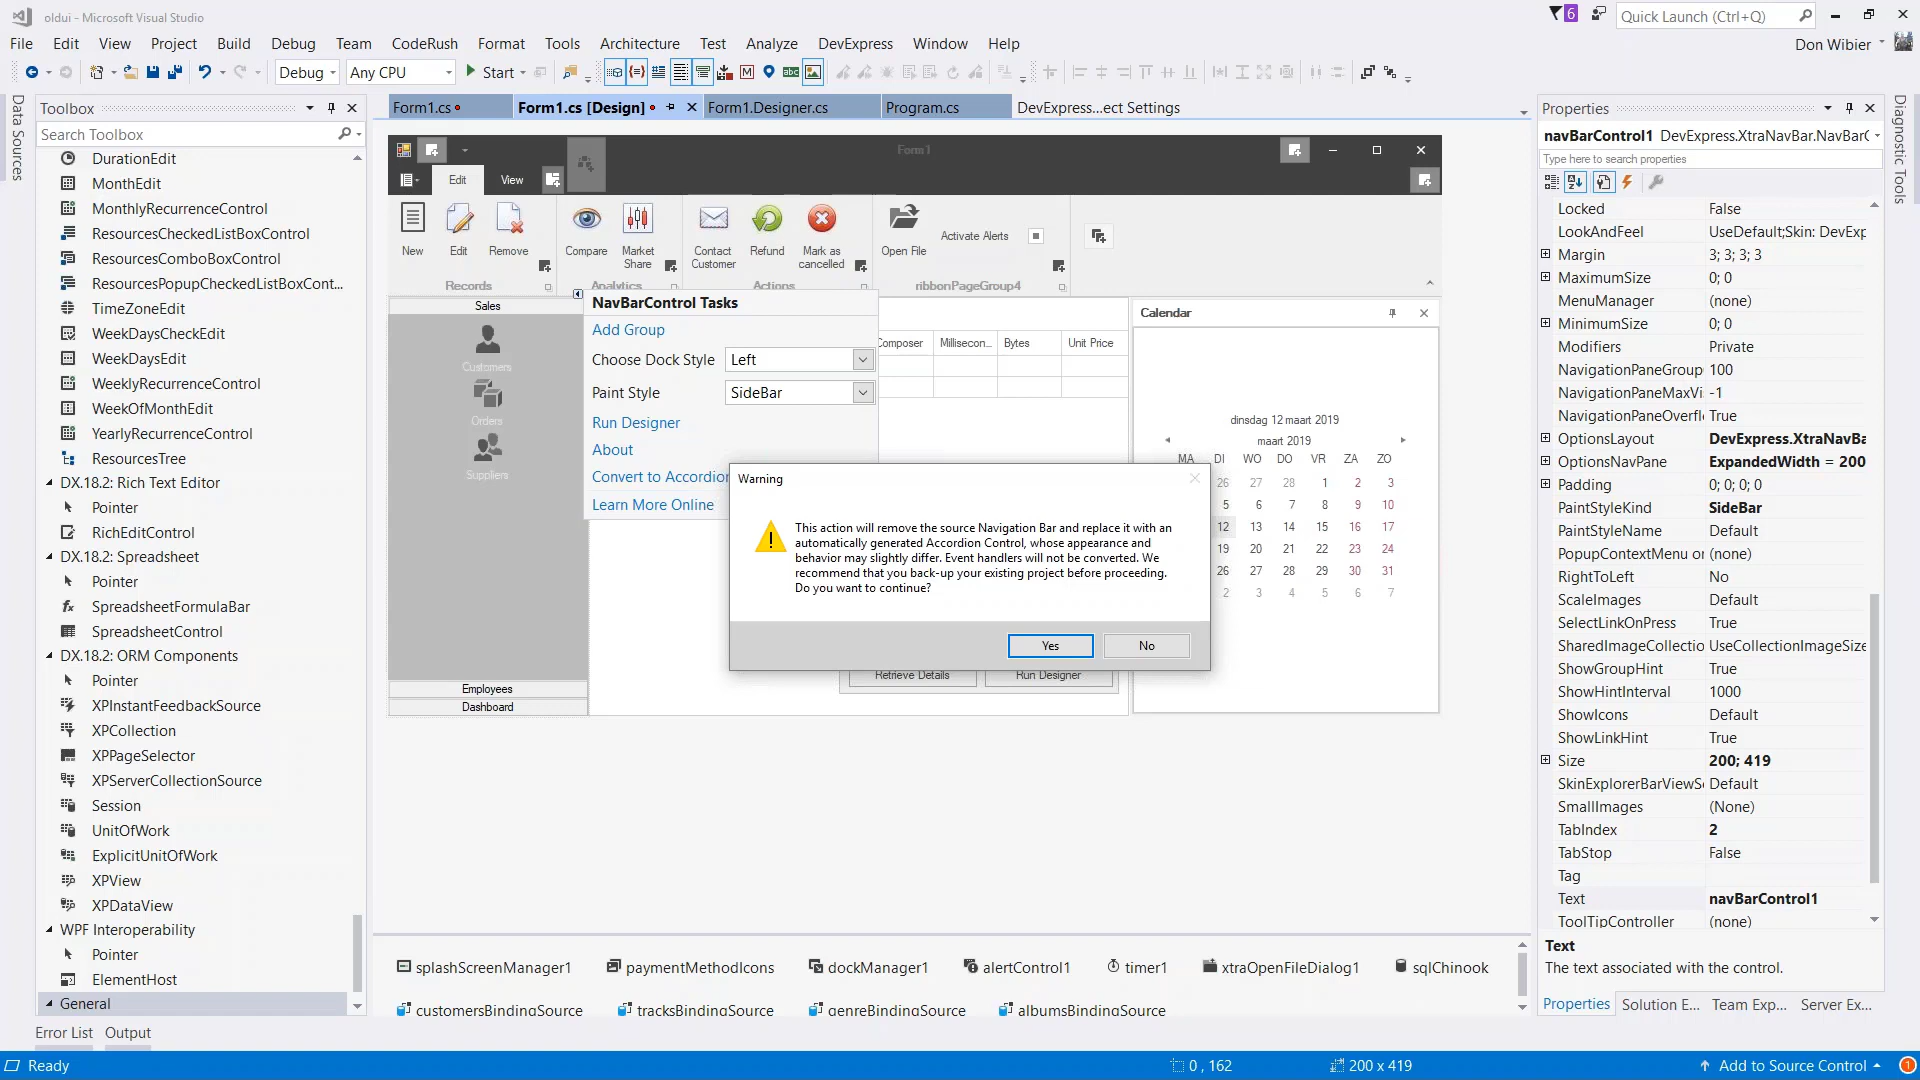 oldui - Microsoft Visual Studio
6
Quick Launch (Ctrl+Q)
File Edit View Project Build Debug Team CodeRush Format Tools Architecture Test Analyze DevExpress Window Help
Don Wibier
Debug Any CPU Start
Data Sources
Toolbox
Search Toolbox
DurationEdit
MonthEdit
MonthlyRecurrenceControl
ResourcesCheckedListBoxControl
ResourcesComboBoxControl
ResourcesPopupCheckedListBoxCont...
TimeZoneEdit
WeekDaysCheckEdit
WeekDaysEdit
WeeklyRecurrenceControl
WeekOfMonthEdit
YearlyRecurrenceControl
ResourcesTree
DX.18.2: Rich Text Editor
Pointer
RichEditControl
DX.18.2: Spreadsheet
Pointer
SpreadsheetFormulaBar
SpreadsheetControl
DX.18.2: ORM Components
Pointer
XPInstantFeedbackSource
XPCollection
XPPageSelector
XPServerCollectionSource
Session
UnitOfWork
ExplicitUnitOfWork
XPView
XPDataView
WPF Interoperability
Pointer
ElementHost
General
Error List Output
Form1.cs Form1.cs [Design] Form1.Designer.cs Program.cs DevExpress...ect Settings
Form1
Edit View
New Edit Remove Compare Market Share Contact Customer Refund Mark as cancelled Open File Activate Alerts
Records Analytics Actions ribbonPageGroup4
Sales
Customers
Orders
Suppliers
Employees
Dashboard
NavBarControl Tasks
Add Group
Choose Dock Style Left
Paint Style SideBar
Run Designer
About
Convert to Accordion
Learn More Online
Composer Millisecon... Bytes Unit Price
Calendar
dinsdag 12 maart 2019
maart 2019
MA DI WO DO VR ZA ZO
26 27 28 1 2 3
5 6 7 8 9 10
12 13 14 15 16 17
19 20 21 22 23 24
26 27 28 29 30 31
2 3 4 5 6 7
Warning
This action will remove the source Navigation Bar and replace it with an
automatically generated Accordion Control, whose appearance and
behavior may slightly differ. Event handlers will not be converted. We
recommend that you back-up your existing project before proceeding.
Do you want to continue?
Yes No
Retrieve Details Run Designer
splashScreenManager1 paymentMethodIcons dockManager1 alertControl1 timer1 xtraOpenFileDialog1 sqlChinook
customersBindingSource tracksBindingSource genreBindingSource albumsBindingSource
Properties
navBarControl1 DevExpress.XtraNavBar.NavBarC
Type here to search properties
Locked False
LookAndFeel UseDefault;Skin: DevExp
Margin 3; 3; 3; 3
MaximumSize 0; 0
MenuManager (none)
MinimumSize 0; 0
Modifiers Private
NavigationPaneGroup 100
NavigationPaneMaxVi -1
NavigationPaneOverfl True
OptionsLayout DevExpress.XtraNavBa
OptionsNavPane ExpandedWidth = 200
Padding 0; 0; 0; 0
PaintStyleKind SideBar
PaintStyleName Default
PopupContextMenu or (none)
RightToLeft No
ScaleImages Default
SelectLinkOnPress True
SharedImageCollectio UseCollectionImageSize
ShowGroupHint True
ShowHintInterval 1000
ShowIcons Default
ShowLinkHint True
Size 200; 419
SkinExplorerBarViewSc Default
SmallImages (None)
TabIndex 2
TabStop False
Tag
Text navBarControl1
ToolTipController (none)
Text
The text associated with the control.
Properties Solution E... Team Exp... Server Ex...
Diagnostic Tools
Ready 0 , 162 200 x 419 Add to Source Control 1